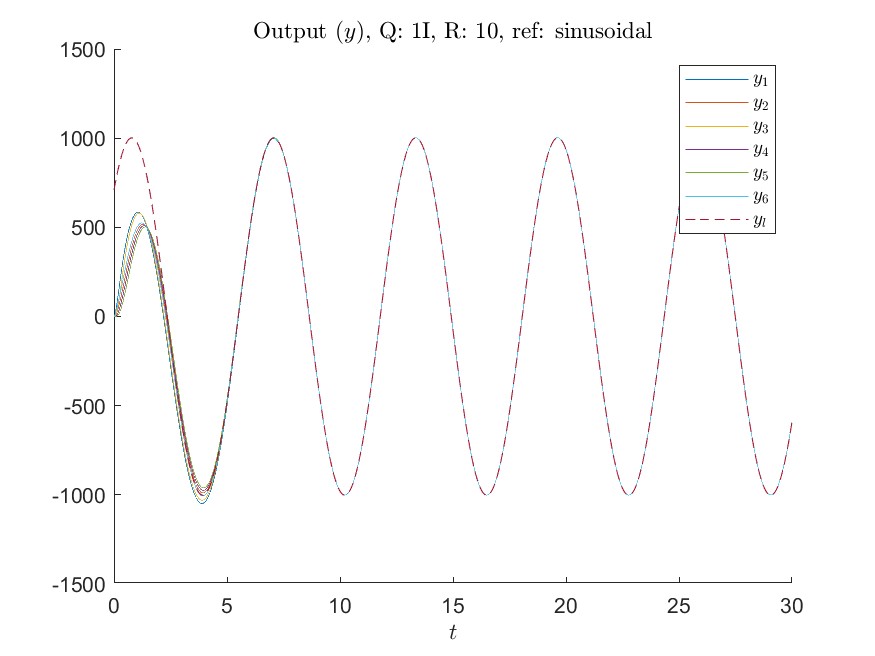 Output (y), Q: 1I, R: 10, ref: sinusoidal
1500
1000
500
0
-500
-1000
-1500
0 5 10 15 20 25 30
t
y₁
y₂
y₃
y₄
y₅
y₆
yₗ